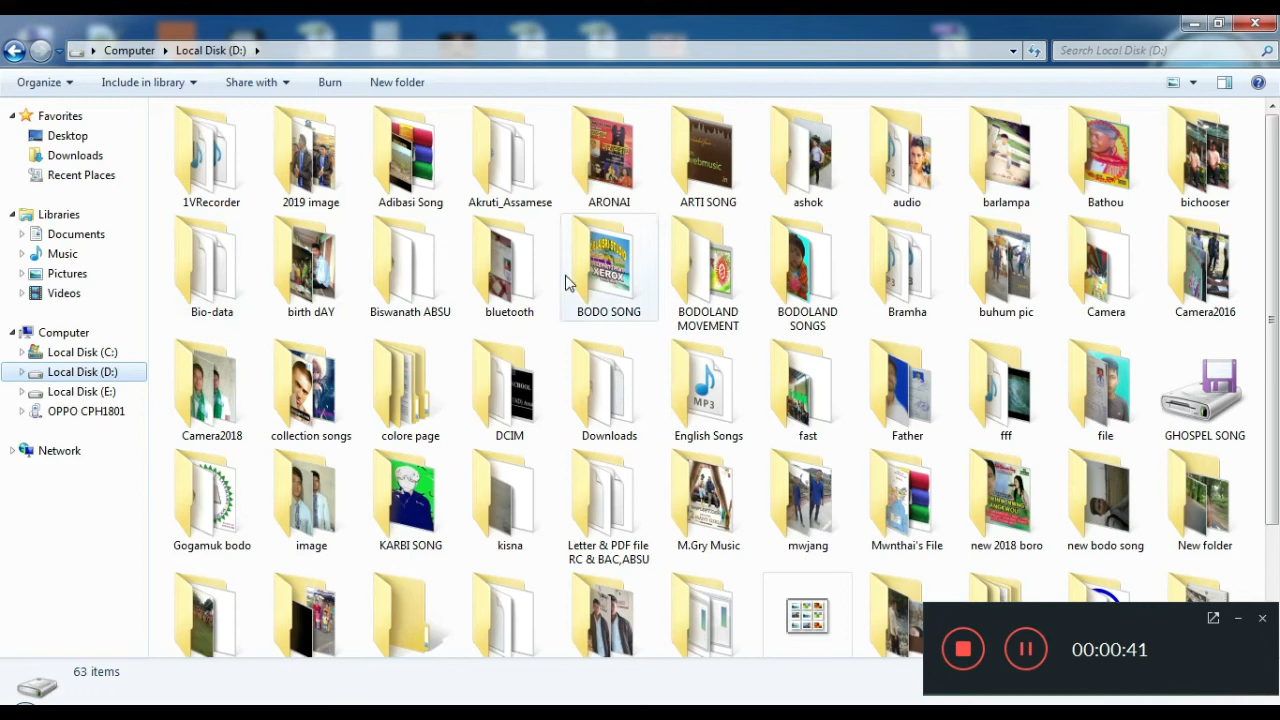 Computer
Local Disk (D:)
Search Local Disk (D:)
Organize
Include in library
Share with
Burn
New folder
Favorites
Desktop
Downloads
Recent Places
Libraries
Documents
Music
Pictures
Videos
Computer
Local Disk (C:)
Local Disk (D:)
Local Disk (E:)
OPPO CPH1801
Network
1VRecorder
2019 image
Adibasi Song
Akruti_Assamese
ARONAI
ARTI SONG
ashok
audio
barlampa
Bathou
bichooser
Bio-data
birth dAY
Biswanath ABSU
bluetooth
XEROX
BODO SONG
BODOLAND
MOVEMENT
BODOLAND
SONGS
Bramha
buhum pic
Camera
Camera2016
Camera2018
collection songs
colore page
DCIM
Downloads
MP3
English Songs
fast
Father
fff
file
GHOSPEL SONG
Gogamuk bodo
image
KARBI SONG
kisna
Letter & PDF file
RC & BAC,ABSU
M.Gry Music
mwjang
Mwnthai's File
new 2018 boro
new bodo song
New folder
63 items
00:00:41